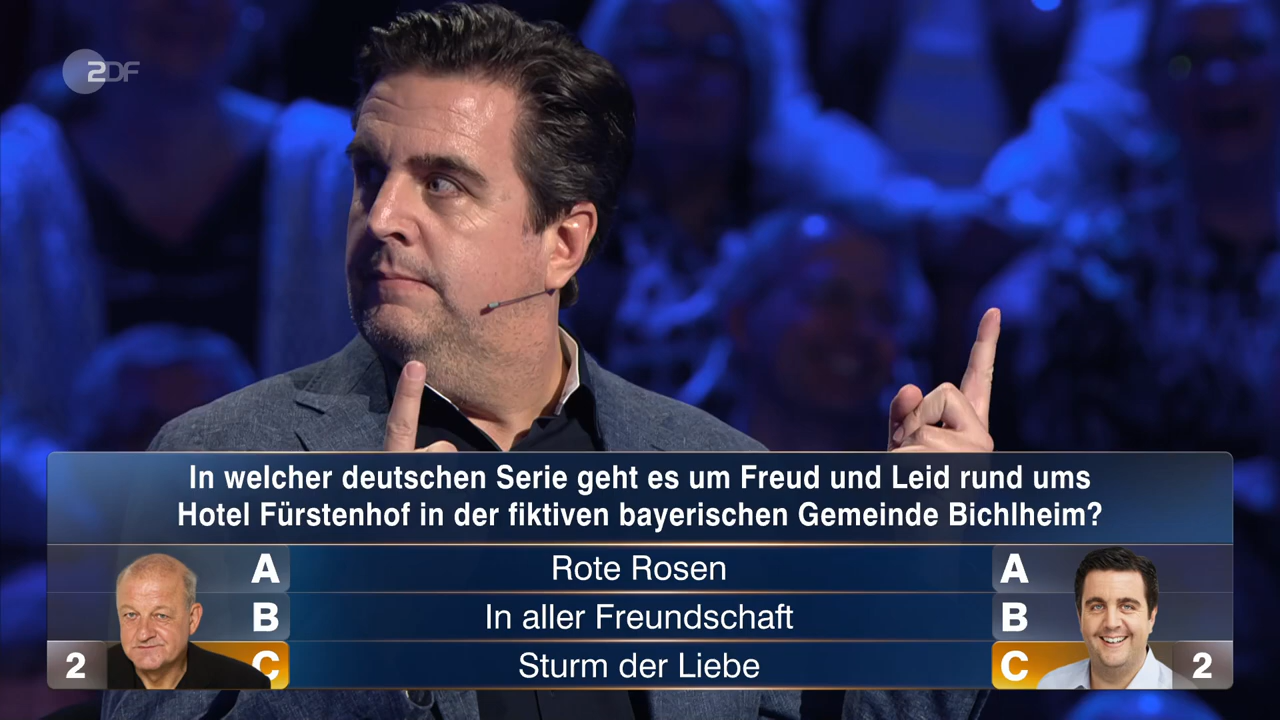 2DF
In welcher deutschen Serie geht es um Freud und Leid rund ums
Hotel Fürstenhof in der fiktiven bayerischen Gemeinde Bichlheim?
A Rote Rosen A
B In aller Freundschaft B
2 C Sturm der Liebe C 2